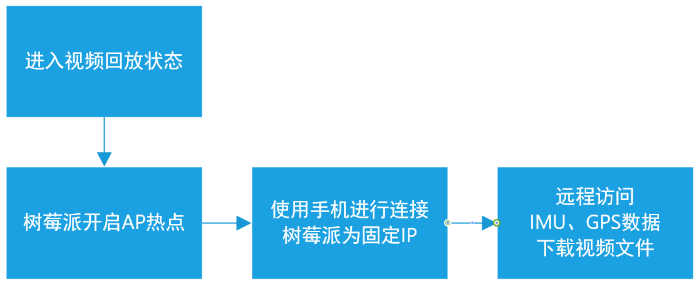 进入视频回放状态
树莓派开启AP热点
使用手机进行连接
树莓派为固定IP
远程访问
IMU、GPS数据
下载视频文件